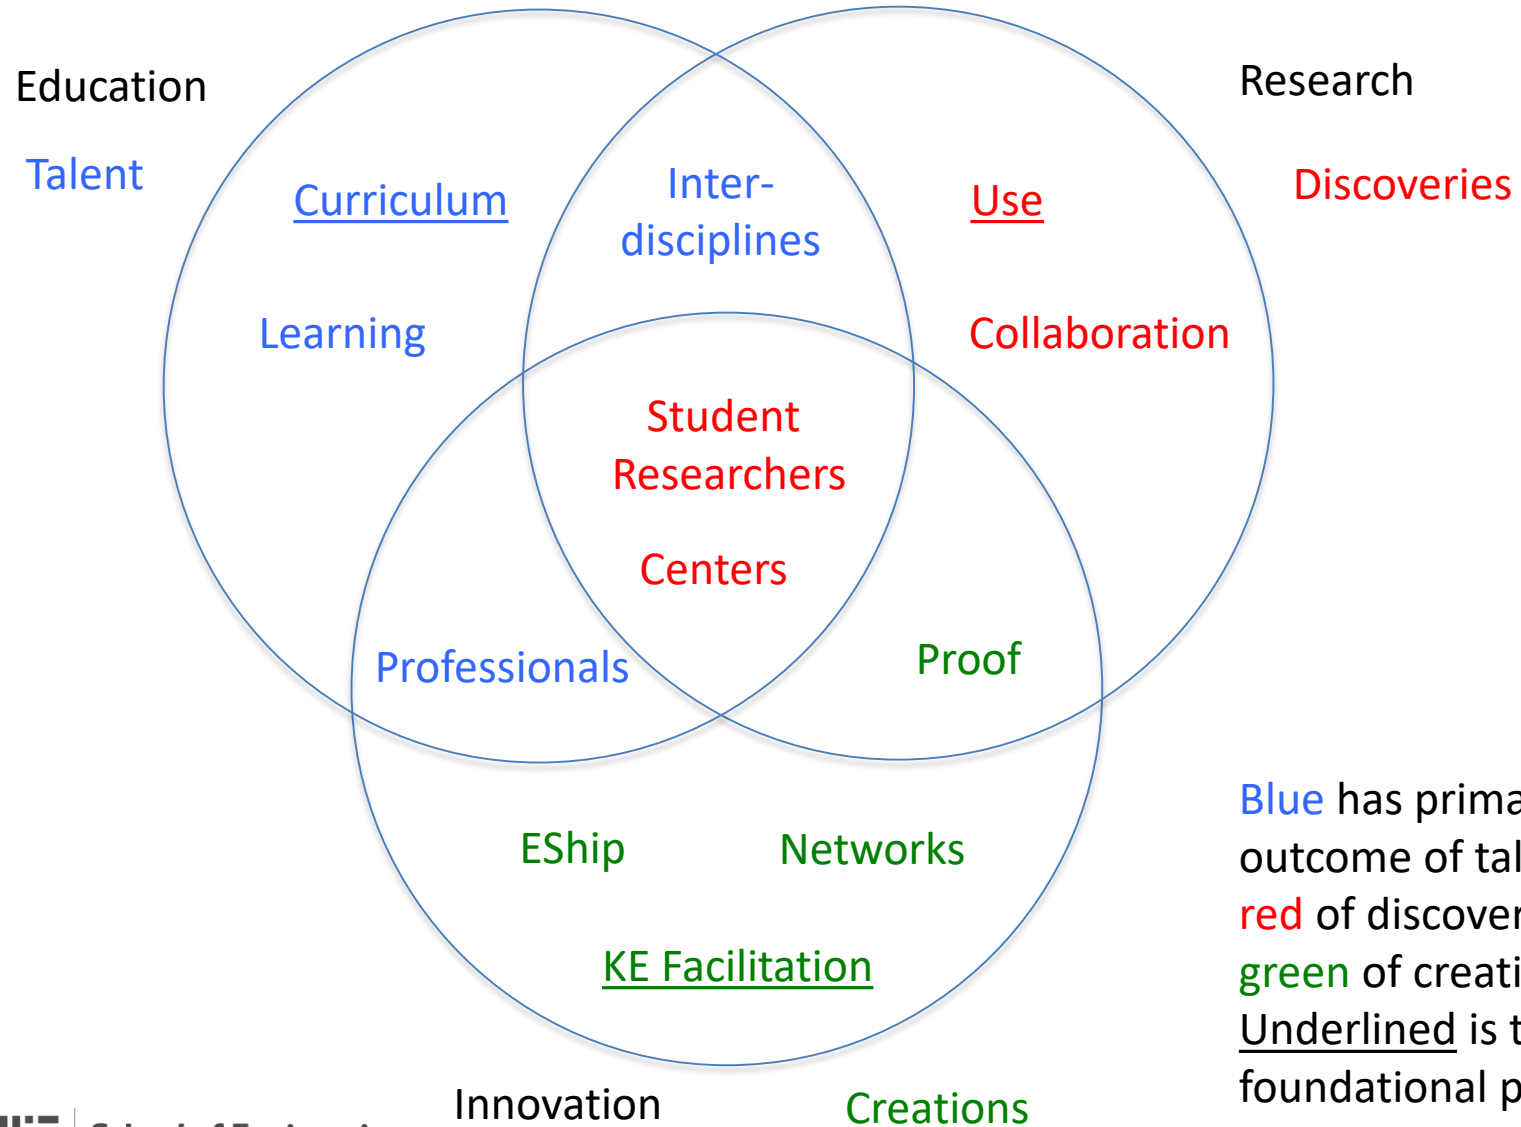 Education
Research
Talent
Discoveries
Curriculum
Inter-
disciplines
Use
Learning
Collaboration
Student
Researchers
Centers
Professionals
Proof
EShip
Networks
KE Facilitation
Blue has prima
outcome of tal
red of discover
green of creati
Underlined is t
foundational p
Innovation
Creations